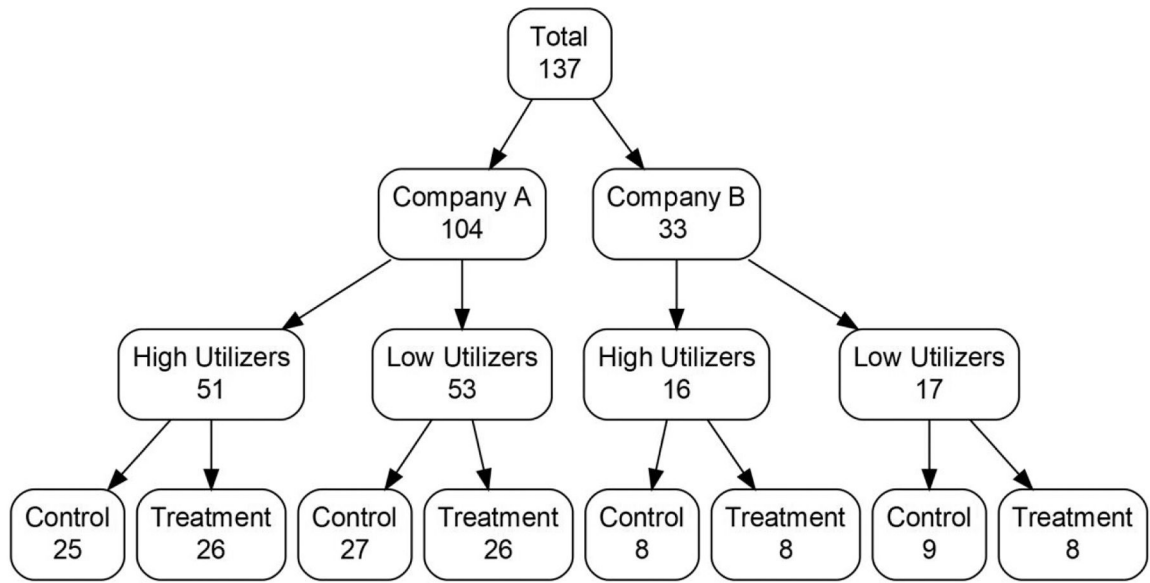 Total
137
Company A
104
Company B
33
High Utilizers
51
Low Utilizers
53
High Utilizers
16
Low Utilizers
17
Control
25
Treatment
26
Control
27
Treatment
26
Control
8
Treatment
8
Control
9
Treatment
8